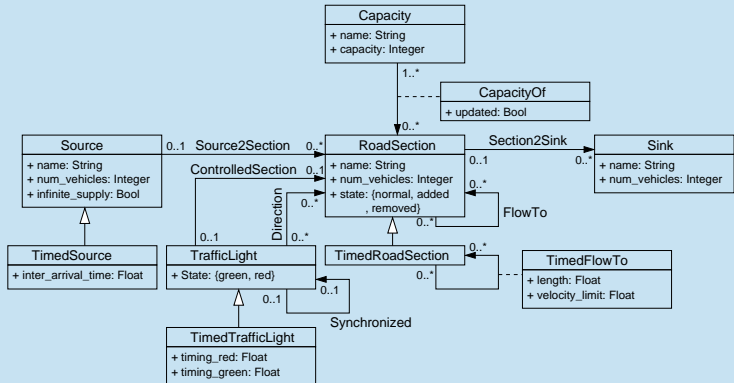 Capacity
+ name: String
+ capacity: Integer
1..*
CapacityOf
+ updated: Bool
0..*
Source
+ name: String
+ num_vehicles: Integer
+ infinite_supply: Bool
0..1
Source2Section
0..*
RoadSection
+ name: String
+ num_vehicles: Integer
+ state: {normal, added
, removed}
0..1
Section2Sink
0..*
Sink
+ name: String
+ num_vehicles: Integer
ControlledSection
0..1
0..1
Direction
0..*
0..*
0..*
0..*
FlowTo
TimedSource
+ inter_arrival_time: Float
TrafficLight
+ State: {green, red}
0..1
0..1
Synchronized
TimedRoadSection
0..*
0..*
TimedFlowTo
+ length: Float
+ velocity_limit: Float
TimedTrafficLight
+ timing_red: Float
+ timing_green: Float